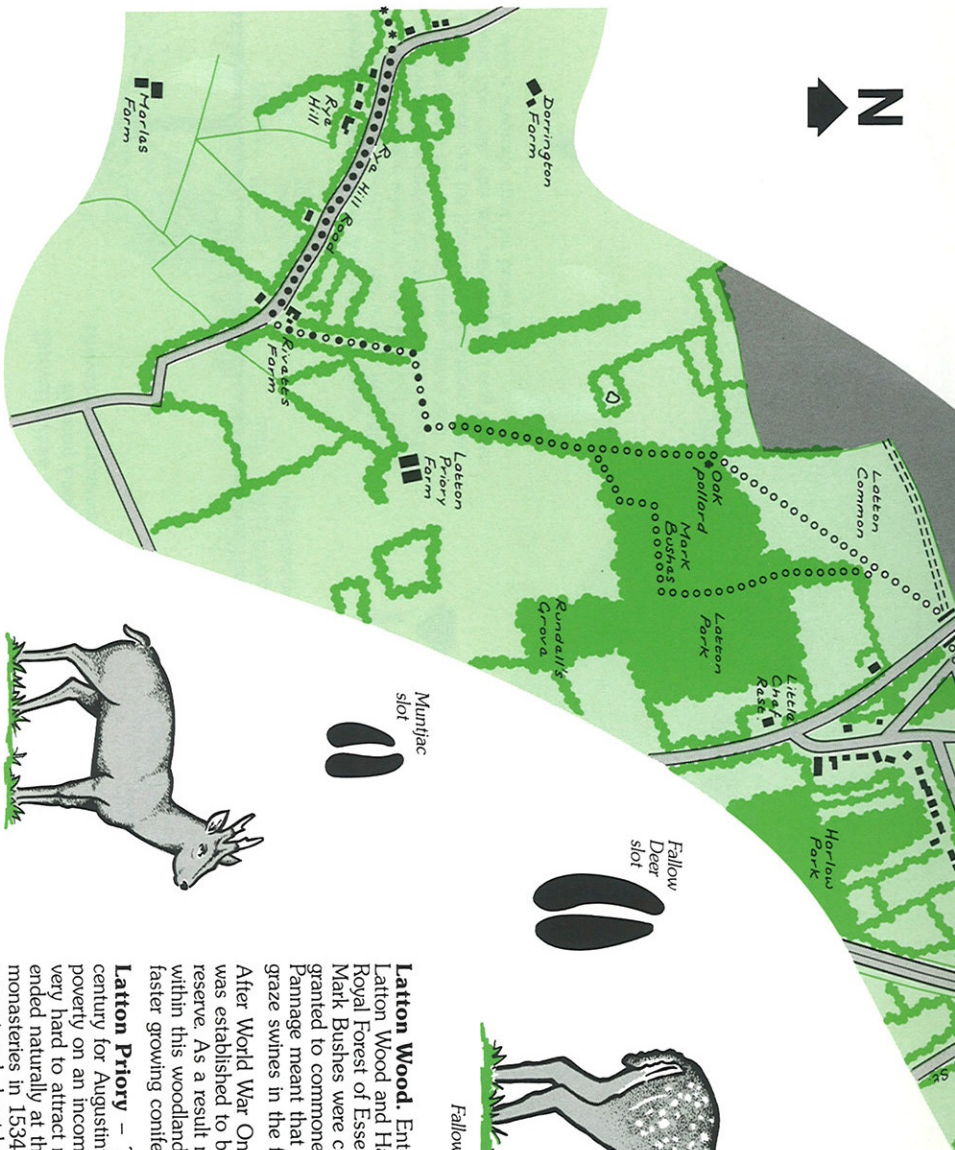 N
Dorrington
Farm
Rye
Hill
Rye Hill Road
Marles
Farm
Rivetts
Farm
Latton
Priory
Farm
Latton
Common
Oak
pollard
Mark
Bushes
Latton
Park
Rundell's
Grove
Little
Chef
Rest.
Harlow
Park
Muntjac
slot
Fallow
Deer
slot
Fallow
Latton Wood. Ent
Latton Wood and Ha
Royal Forest of Esse
Mark Bushes were c
granted to commone
Pannage meant that
graze swines in the f
After World War On
was established to b
reserve. As a result r
within this woodland
faster growing conife
Latton Priory –
century for Augustin
poverty on an incom
very hard to attract r
ended naturally at th
monasteries in 1534